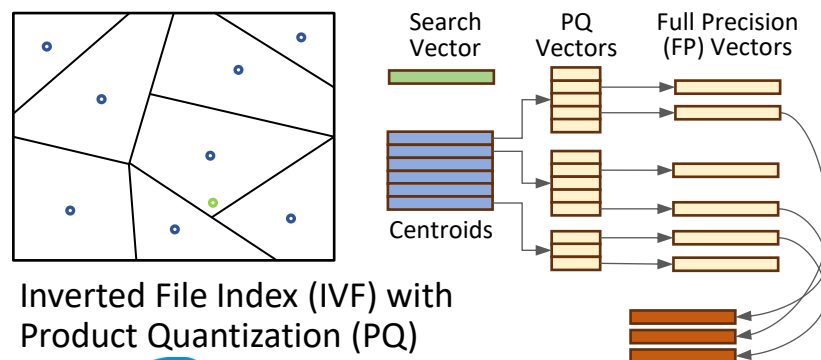 Search
Vector
PQ
Vectors
Full Precision
(FP) Vectors
Centroids
Inverted File Index (IVF) with
Product Quantization (PQ)